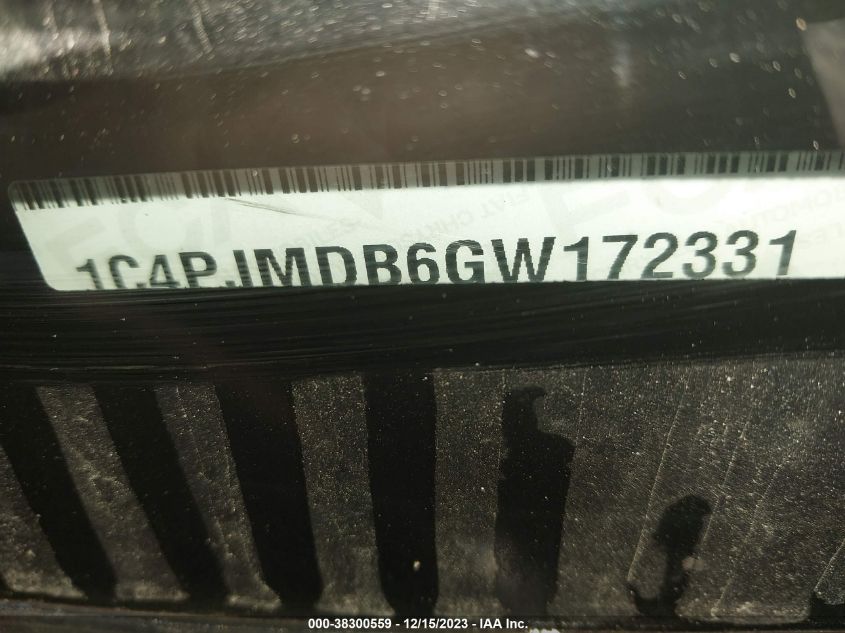 1C4PJMDB6GW172331
000-38300559 - 12/15/2023 - IAA Inc.